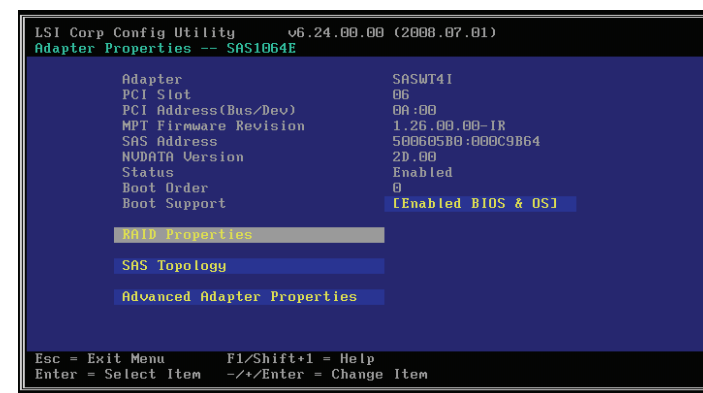 LSI Corp Config Utility v6.24.00.00 (2008.07.01)
Adapter Properties -- SAS1064E
Adapter SASWT4I
PCI Slot 06
PCI Address(Bus/Dev) 0A:00
MPT Firmware Revision 1.26.00.00-IR
SAS Address 500605B0:000C9B64
NVDATA Version 2D.00
Status Enabled
Boot Order 0
Boot Support [Enabled BIOS & OS]
RAID Properties
SAS Topology
Advanced Adapter Properties
Esc = Exit Menu F1/Shift+1 = Help
Enter = Select Item -/+/Enter = Change Item